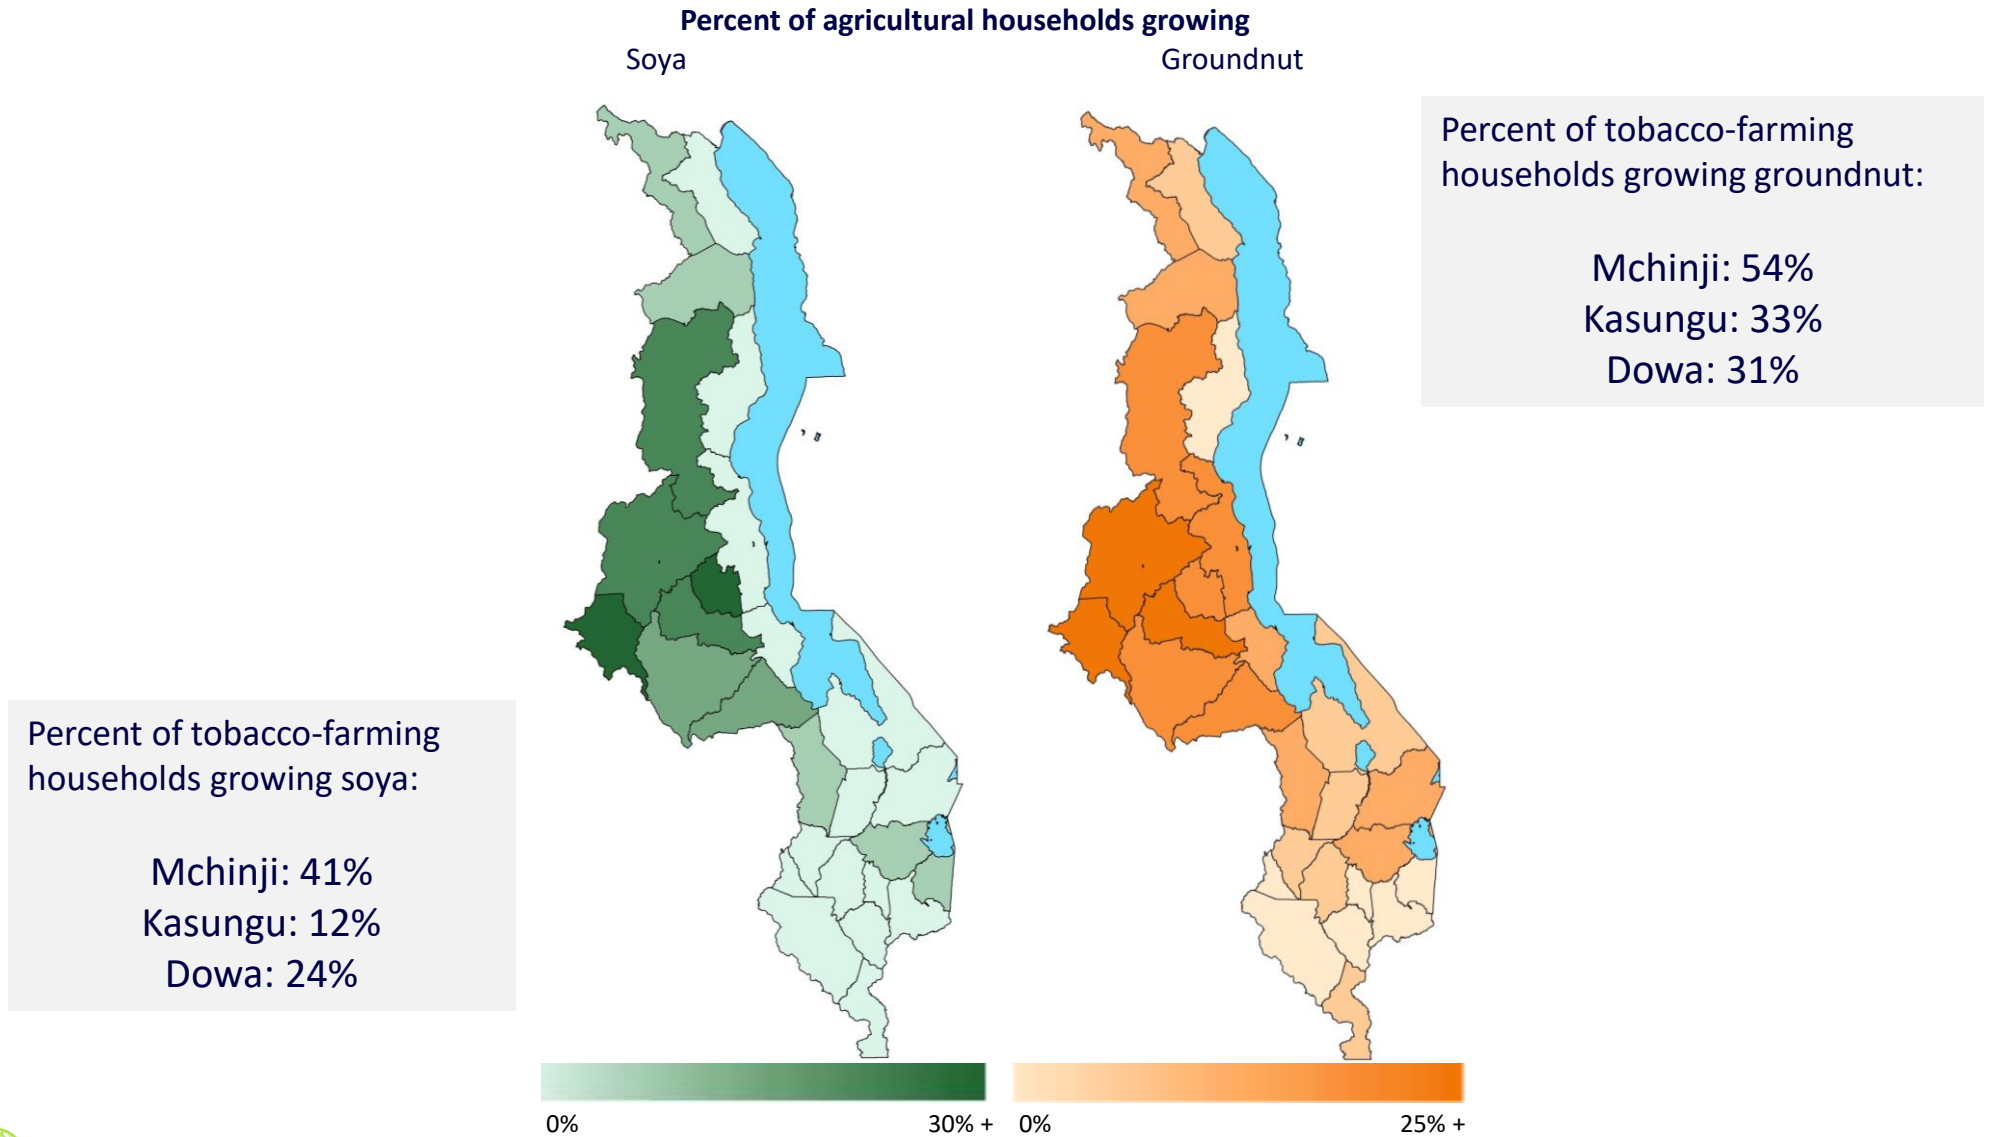 Percent of agricultural households growing
Soya
Groundnut
Percent of tobacco-farming
households growing groundnut:
Mchinji: 54%
Kasungu: 33%
Dowa: 31%
Percent of tobacco-farming
households growing soya:
Mchinji: 41%
Kasungu: 12%
Dowa: 24%
0%
30% +
0%
25% +